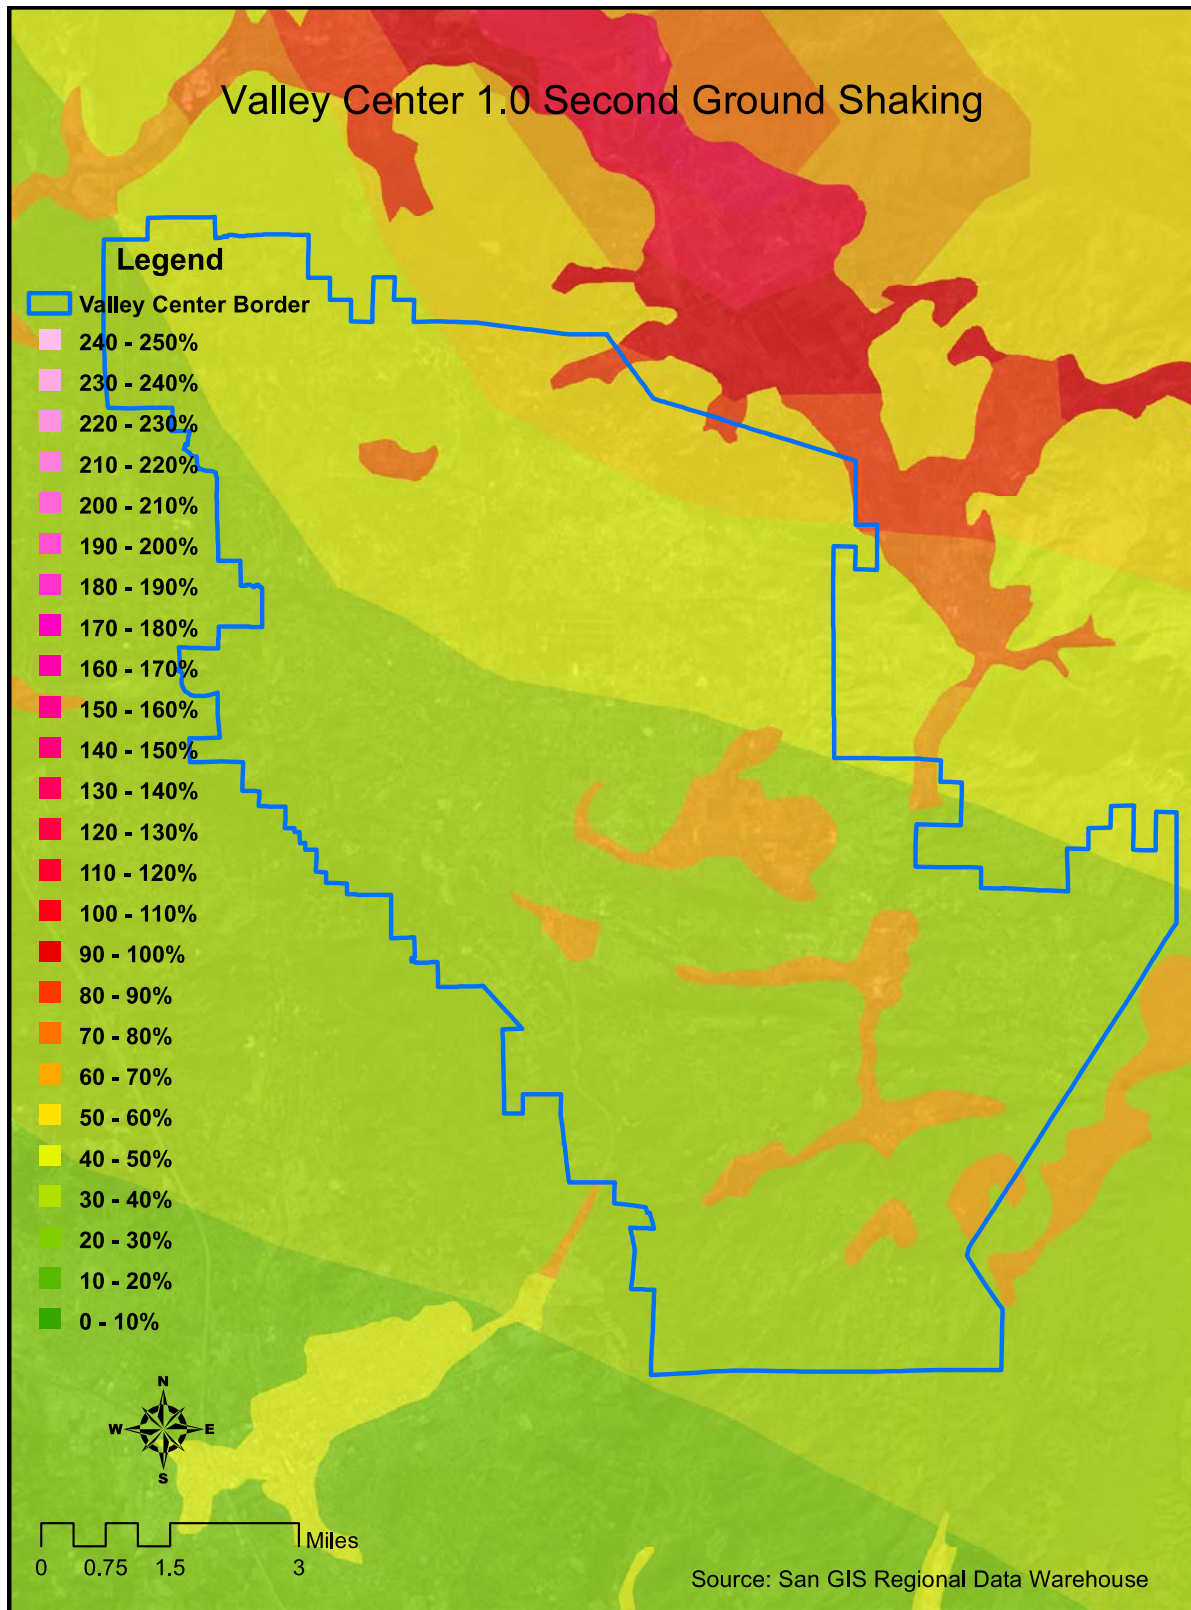 Valley Center 1.0 Second Ground Shaking
Legend
Valley Center Border
240 - 250%
230 - 240%
220 - 230%
210 - 220%
200 - 210%
190 - 200%
180 - 190%
170 - 180%
160 - 170%
150 - 160%
140 - 150%
130 - 140%
120 - 130%
110 - 120%
100 - 110%
90 - 100%
80 - 90%
70 - 80%
60 - 70%
50 - 60%
40 - 50%
30 - 40%
20 - 30%
10 - 20%
0 - 10%
N
W E
S
Miles
0 0.75 1.5 3
Source: San GIS Regional Data Warehouse